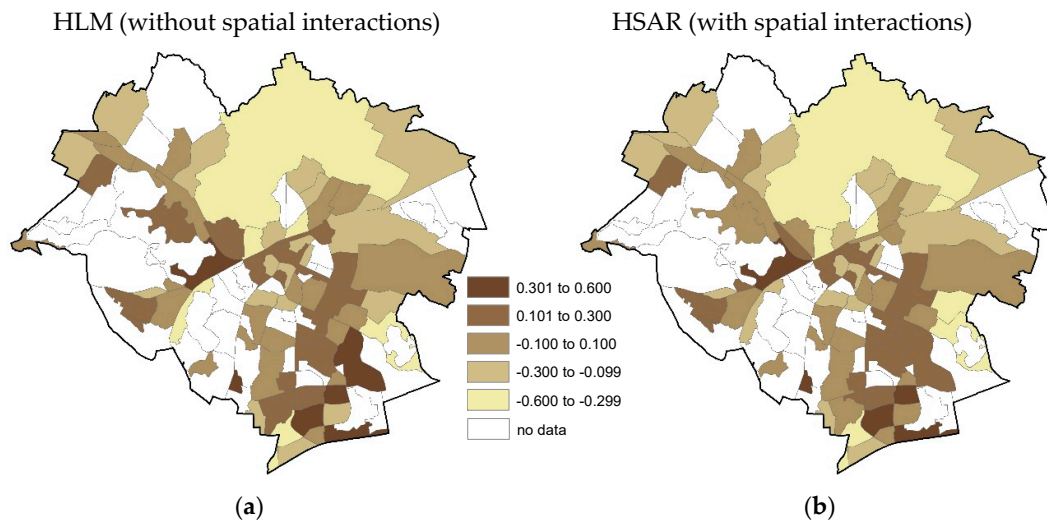 HLM (without spatial interactions)
HSAR (with spatial interactions)
0.301 to 0.600
0.101 to 0.300
-0.100 to 0.100
-0.300 to -0.099
-0.600 to -0.299
no data
(a)
(b)